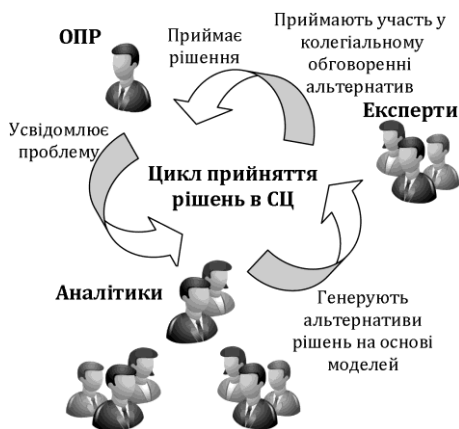 ОПР
Приймає
рішення
Приймають участь у
колегіальному
обговоренні
альтернатив
Експерти
Усвідомлює
проблему
Цикл прийняття
рішень в СЦ
Аналітики
Генерують
альтернативи
рішень на основі
моделей